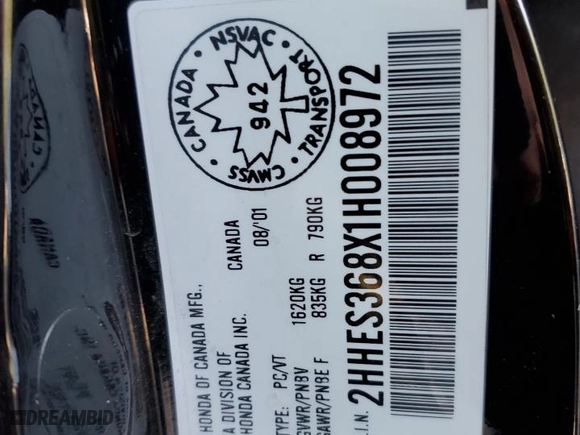 HONDA OF CANADA MFG.,
A DIVISION OF
HONDA CANADA INC.
CANADA
08/'01
TYPE: PC/VT
GVWR/PNBV 1620KG
GAWR/PNBE F 835KG R 790KG
.I.N. 2HHES368X1H008972
CANADA • NSVAC • TRANSPORT • CMVSS •
942
DREAMBID